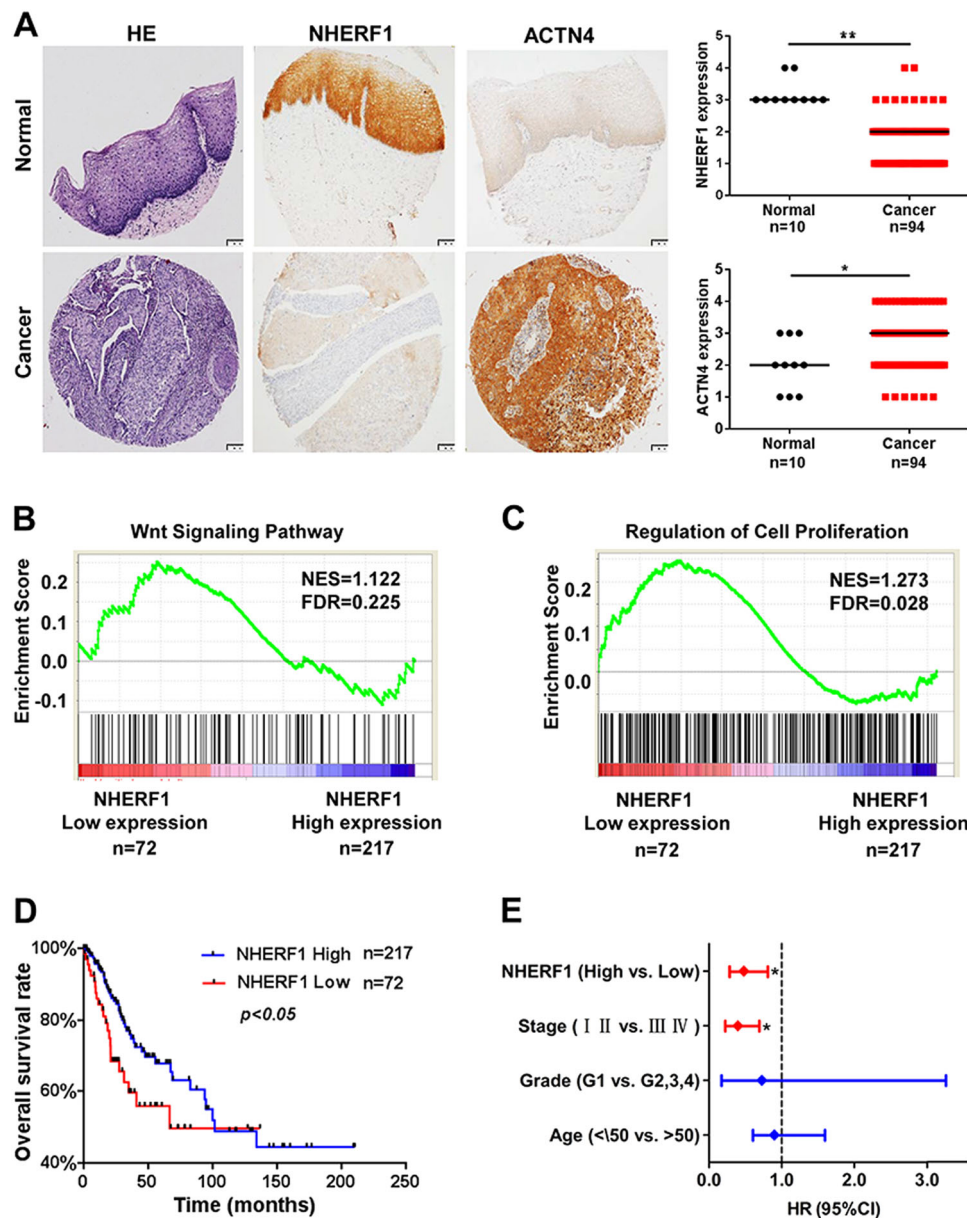 A
HE
NHERF1
ACTN4
Normal
Cancer
NHERF1 expression
5
4
3
2
1
0
**
Normal
n=10
Cancer
n=94
ACTN4 expression
5
4
3
2
1
0
*
Normal
n=10
Cancer
n=94
B
Wnt Signaling Pathway
Enrichment Score
0.2
0.1
0.0
-0.1
NES=1.122
FDR=0.225
NHERF1
Low expression
n=72
NHERF1
High expression
n=217
C
Regulation of Cell Proliferation
Enrichment Score
0.2
0.1
0.0
NES=1.273
FDR=0.028
NHERF1
Low expression
n=72
NHERF1
High expression
n=217
D
Overall survival rate
100%
80%
60%
40%
NHERF1 High n=217
NHERF1 Low n=72
p<0.05
0 50 100 150 200 250
Time (months)
E
NHERF1 (High vs. Low)
*
Stage (Ⅰ Ⅱ vs. Ⅲ Ⅳ)
*
Grade (G1 vs. G2,3,4)
Age (<\50 vs. >50)
0.0 1.0 2.0 3.0
HR (95%CI)